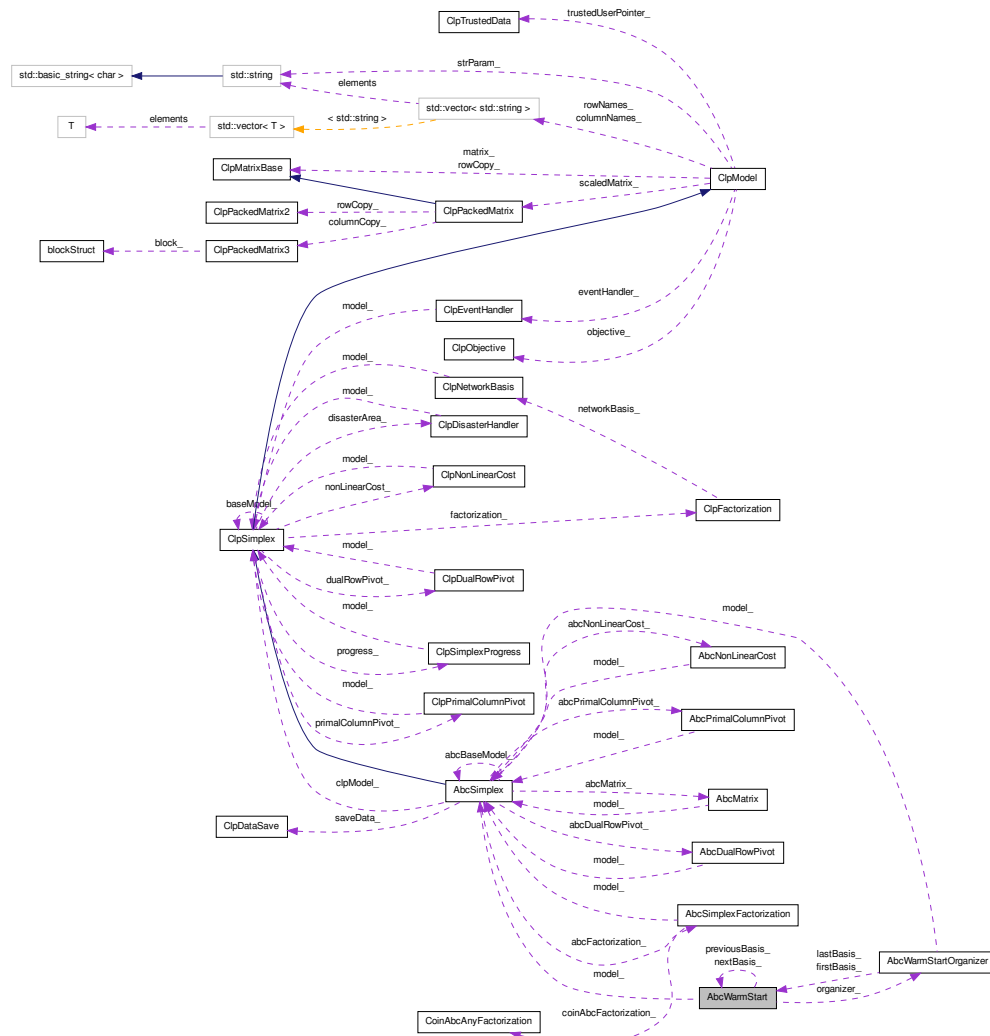 trustedUserPointer_
ClpTrustedData
strParam_
std::basic_string< char >
std::string
elements
std::vector< std::string >
rowNames_
columnNames_
T
elements
std::vector< T >
< std::string >
ClpMatrixBase
matrix_
rowCopy_
ClpModel
scaledMatrix_
ClpPackedMatrix2
rowCopy_
ClpPackedMatrix
columnCopy_
blockStruct
block_
ClpPackedMatrix3
eventHandler_
model_
ClpEventHandler
objective_
ClpObjective
model_
ClpNetworkBasis
model_
networkBasis_
disasterArea_
ClpDisasterHandler
model_
ClpNonLinearCost
nonLinearCost_
baseModel_
ClpFactorization
factorization_
ClpSimplex
model_
dualRowPivot_
ClpDualRowPivot
model_
model_
abcNonLinearCost_
progress_
ClpSimplexProgress
AbcNonLinearCost
model_
model_
abcPrimalColumnPivot_
primalColumnPivot_
ClpPrimalColumnPivot
AbcPrimalColumnPivot
model_
abcBaseModel_
clpModel_
AbcSimplex
abcMatrix_
AbcMatrix
model_
saveData_
ClpDataSave
abcDualRowPivot_
AbcDualRowPivot
model_
model_
AbcSimplexFactorization
abcFactorization_
previousBasis_
nextBasis_
lastBasis_
firstBasis_
AbcWarmStartOrganizer
model_
AbcWarmStart
organizer_
coinAbcFactorization_
CoinAbcAnyFactorization